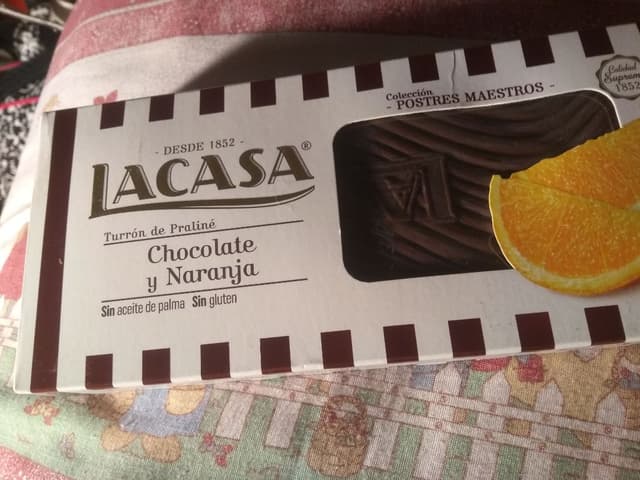 Colección
- POSTRES MAESTROS -
Calidad
Suprema
1852
- DESDE 1852 -
LACASA®
Turrón de Praliné
Chocolate
y Naranja
Sin aceite de palma Sin gluten